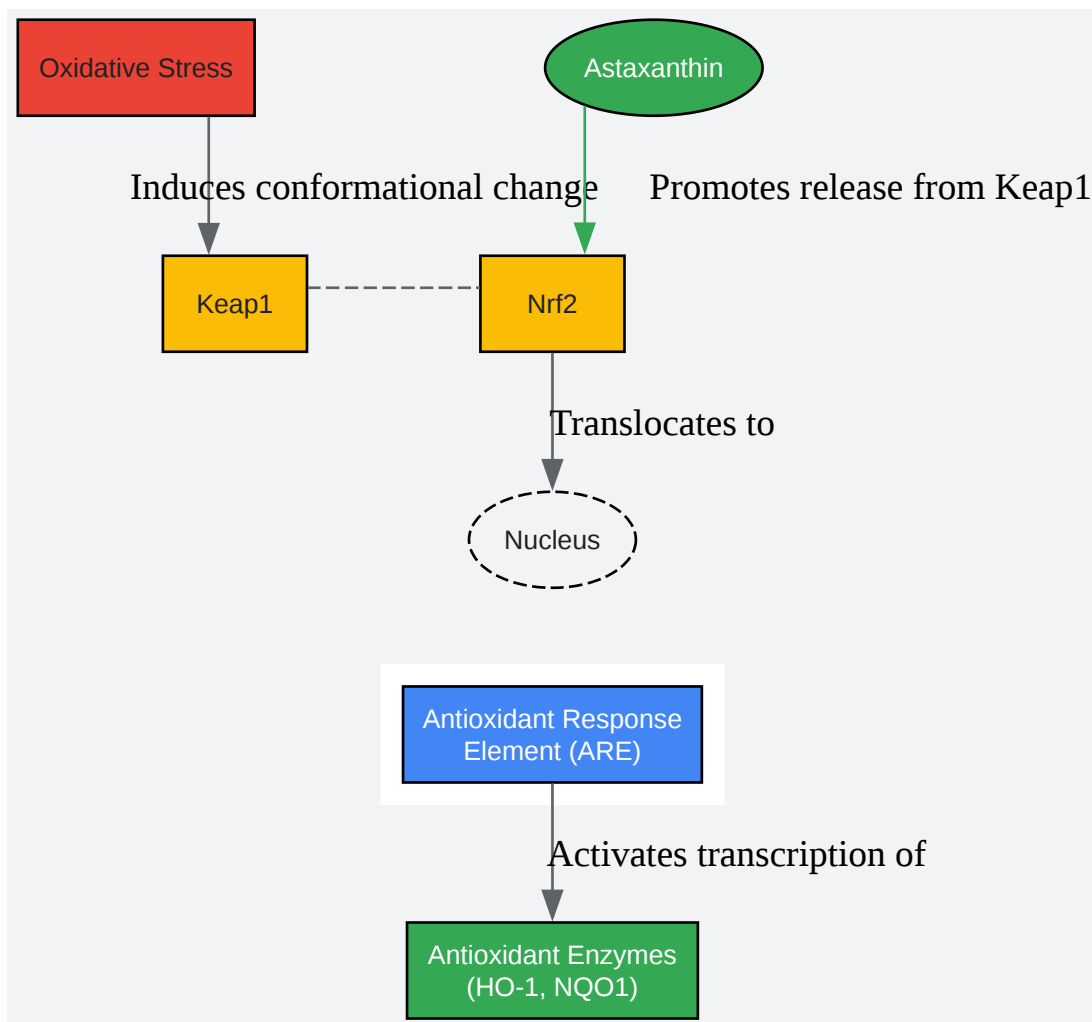 Oxidative Stress
Astaxanthin
Induces conformational change
Promotes release from Keap1
Keap1
Nrf2
Translocates to
Nucleus
Antioxidant Response
Element (ARE)
Activates transcription of
Antioxidant Enzymes
(HO-1, NQO1)